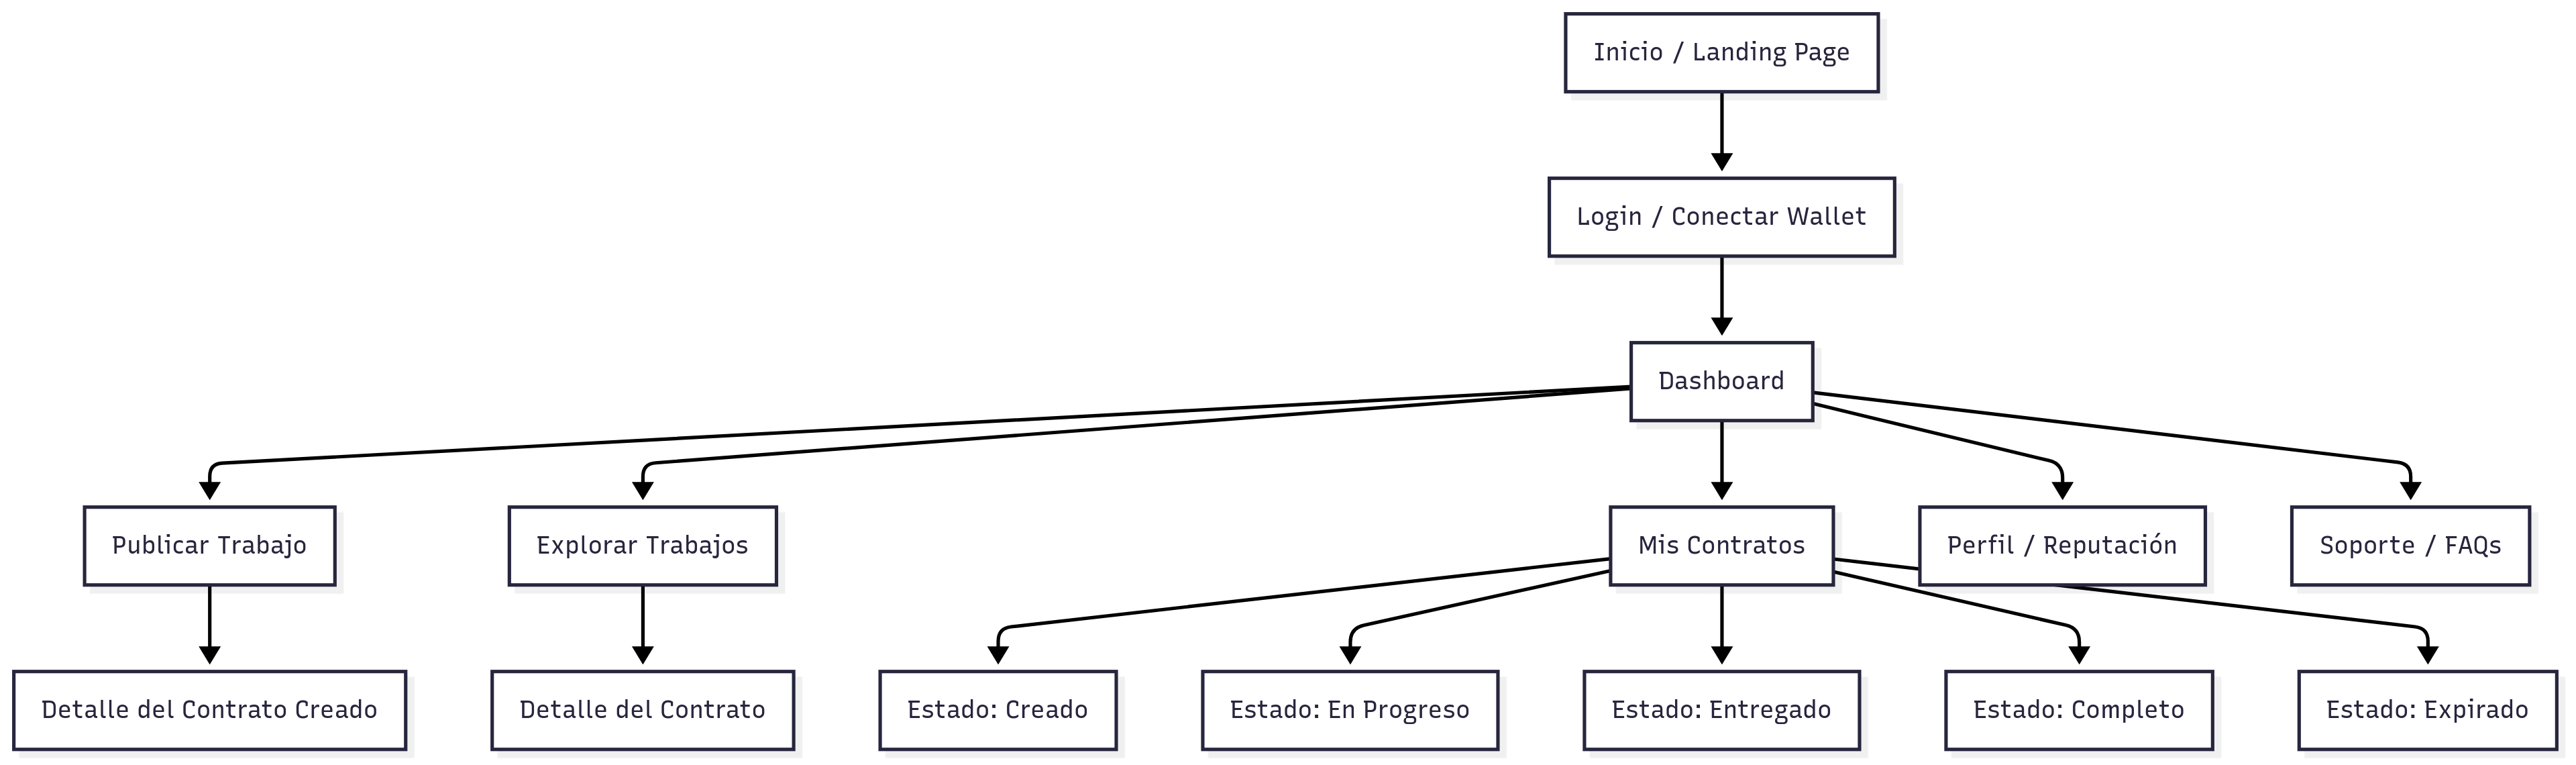 Inicio / Landing Page
Login / Conectar Wallet
Dashboard
Publicar Trabajo
Explorar Trabajos
Mis Contratos
Perfil / Reputación
Soporte / FAQs
Detalle del Contrato Creado
Detalle del Contrato
Estado: Creado
Estado: En Progreso
Estado: Entregado
Estado: Completo
Estado: Expirado